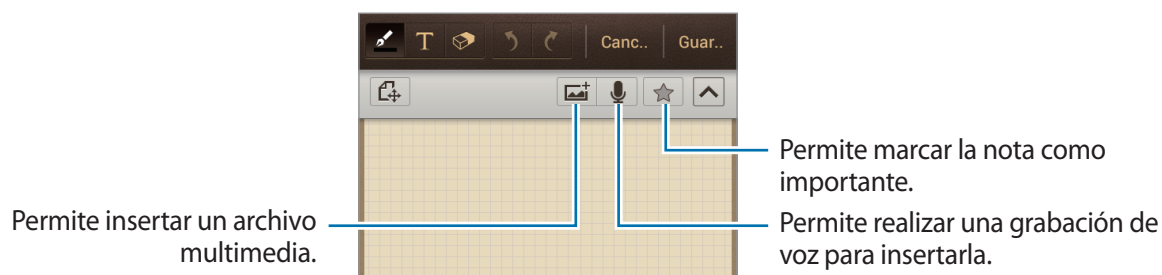 T
Canc..
Guar..
Permite marcar la nota como
importante.
Permite insertar un archivo
multimedia.
Permite realizar una grabación de
voz para insertarla.